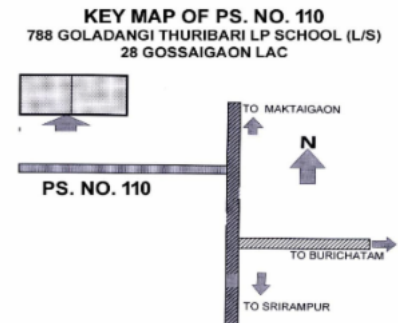 KEY MAP OF PS. NO. 110
788 GOLADANGI THURIBARI LP SCHOOL (L/S)
28 GOSSAIGAON LAC
TO MAKTAIGAON
N
PS. NO. 110
TO BURICHATAM
TO SRIRAMPUR